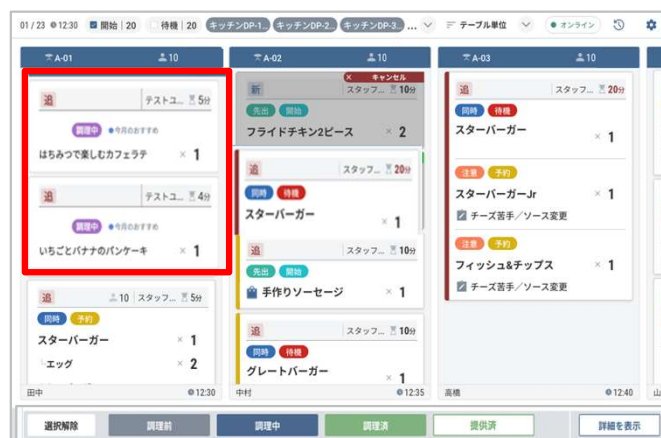 01 / 23 12:30 開始 | 20 待機 | 20 キッチンDP-1.. キッチンDP-2.. キッチンDP-3.. ... テーブル単位 オンライン
A-01 10
追 テストユ... 5分
調理中 今月のおすすめ
はちみつで楽しむカフェラテ × 1
追 テストユ... 4分
調理中 今月のおすすめ
いちごとバナナのパンケーキ × 1
追 10 スタッフ... 5分
同時 予約
スターバーガー × 1
エッグ × 2
田中 12:30
A-02 10
× キャンセル
新 スタッフ... 10分
先出 開始
フライドチキン2ピース × 2
追 スタッフ... 20分
同時 待機
スターバーガー × 1
追 スタッフ... 10分
先出 開始
手作りソーセージ × 1
追 スタッフ... 10分
同時 待機
グレートバーガー × 1
中村 12:35
A-03 10
追 スタッフ... 20分
同時 待機
スターバーガー × 1
注意 予約
スターバーガーJr × 1
チーズ苦手／ソース変更
注意 予約
フィッシュ&チップス × 1
チーズ苦手／ソース変更
高橋 12:40
山
選択解除 調理前 調理中 調理済 提供済 詳細を表示